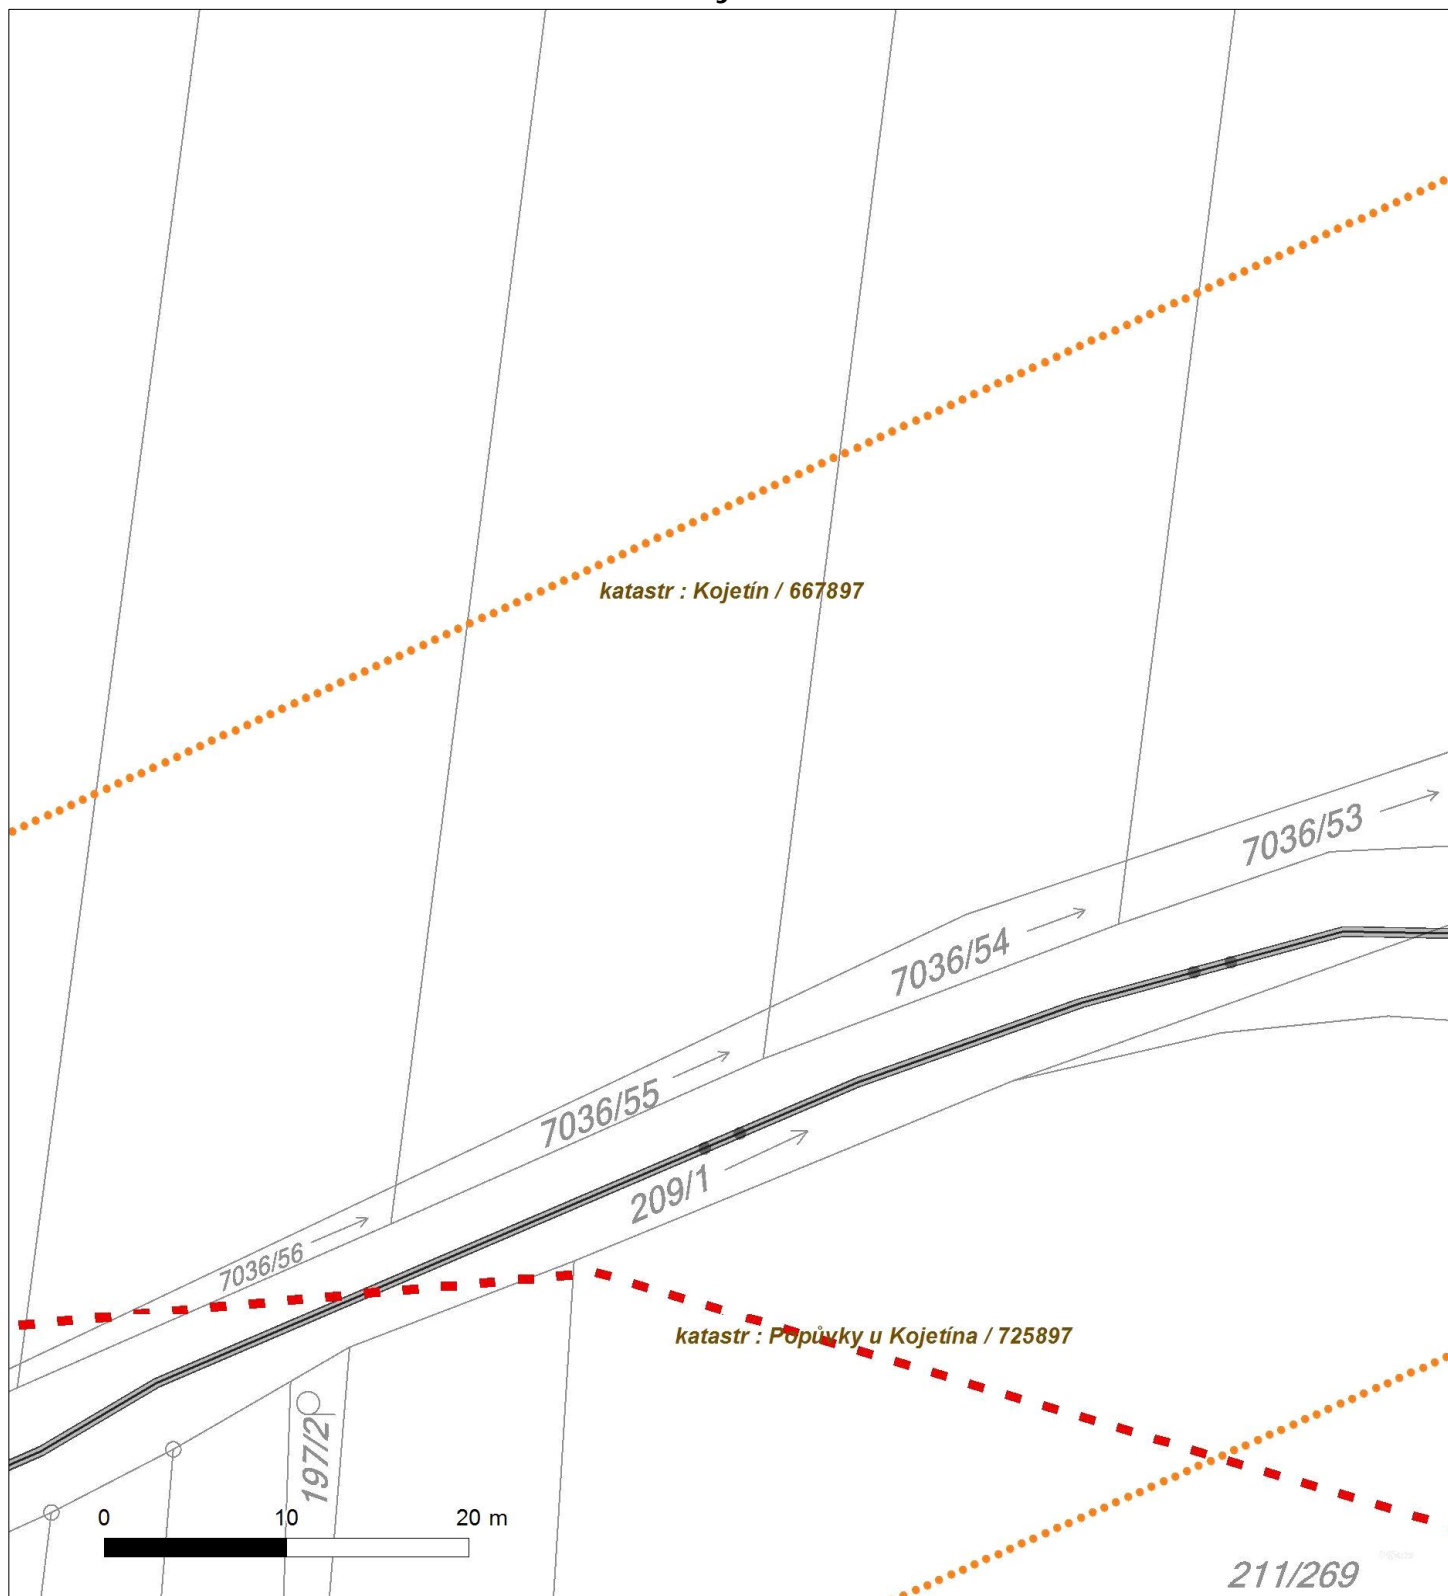 katastr : Kojetín / 667897
7036/53
7036/54
7036/55
209/1
7036/56
katastr : Popůvky u Kojetína / 725897
197/2
0 10 20 m
211/269